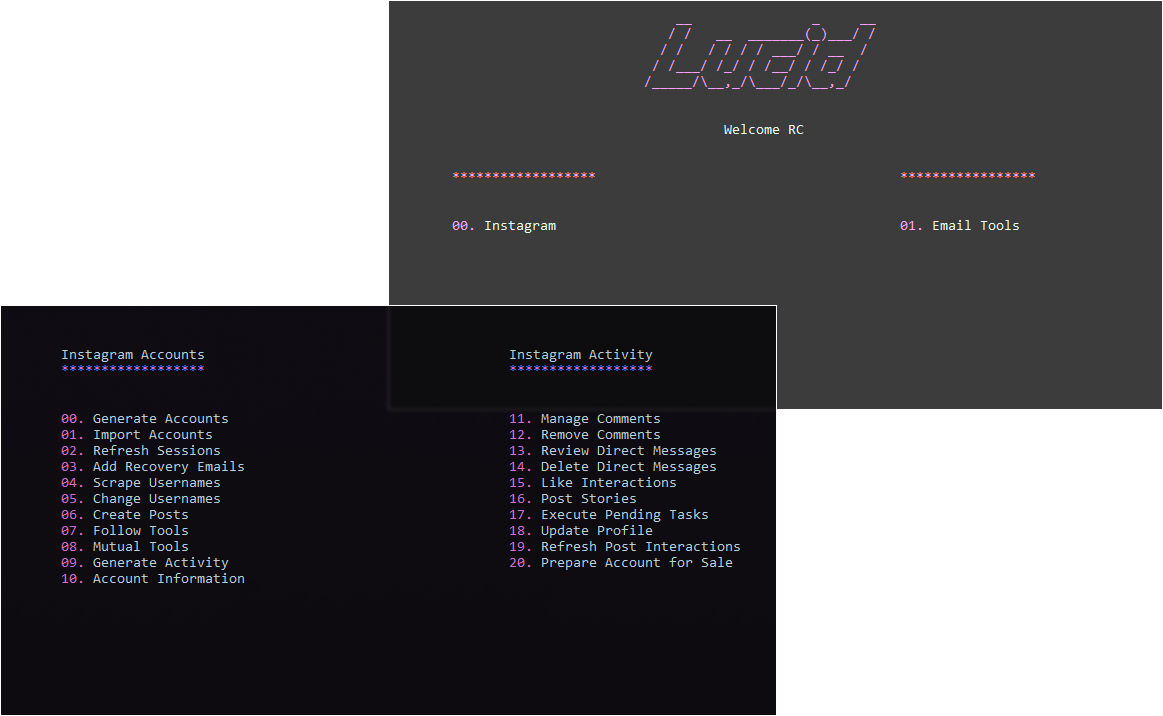 Lucid
Welcome RC
****************** *****************
00. Instagram 01. Email Tools
Instagram Accounts
******************
00. Generate Accounts
01. Import Accounts
02. Refresh Sessions
03. Add Recovery Emails
04. Scrape Usernames
05. Change Usernames
06. Create Posts
07. Follow Tools
08. Mutual Tools
09. Generate Activity
10. Account Information
Instagram Activity
******************
11. Manage Comments
12. Remove Comments
13. Review Direct Messages
14. Delete Direct Messages
15. Like Interactions
16. Post Stories
17. Execute Pending Tasks
18. Update Profile
19. Refresh Post Interactions
20. Prepare Account for Sale